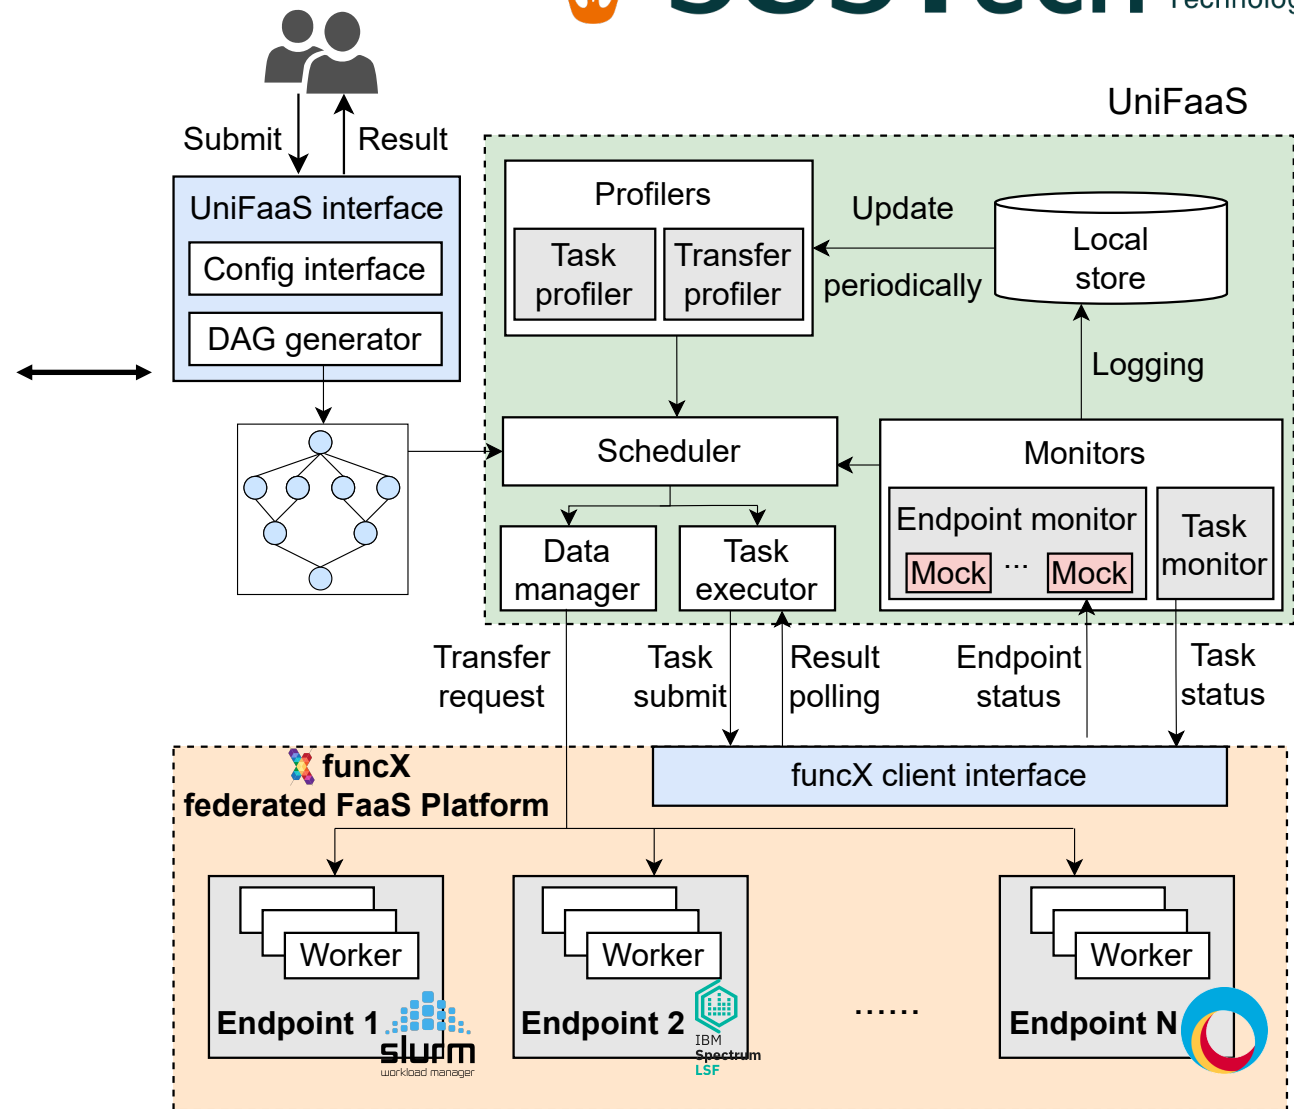 SUSTech
Technolog
UniFaaS
Submit
Result
UniFaaS interface
Config interface
DAG generator
Profilers
Task
profiler
Transfer
profiler
Update
periodically
Local
store
Logging
Scheduler
Monitors
Endpoint monitor
Mock
...
Mock
Task
monitor
Data
manager
Task
executor
Transfer
request
Task
submit
Result
polling
Endpoint
status
Task
status
funcX
federated FaaS Platform
funcX client interface
Worker
Endpoint 1
slurm
workload manager
Worker
Endpoint 2
IBM
Spectrum
LSF
......
Worker
Endpoint N